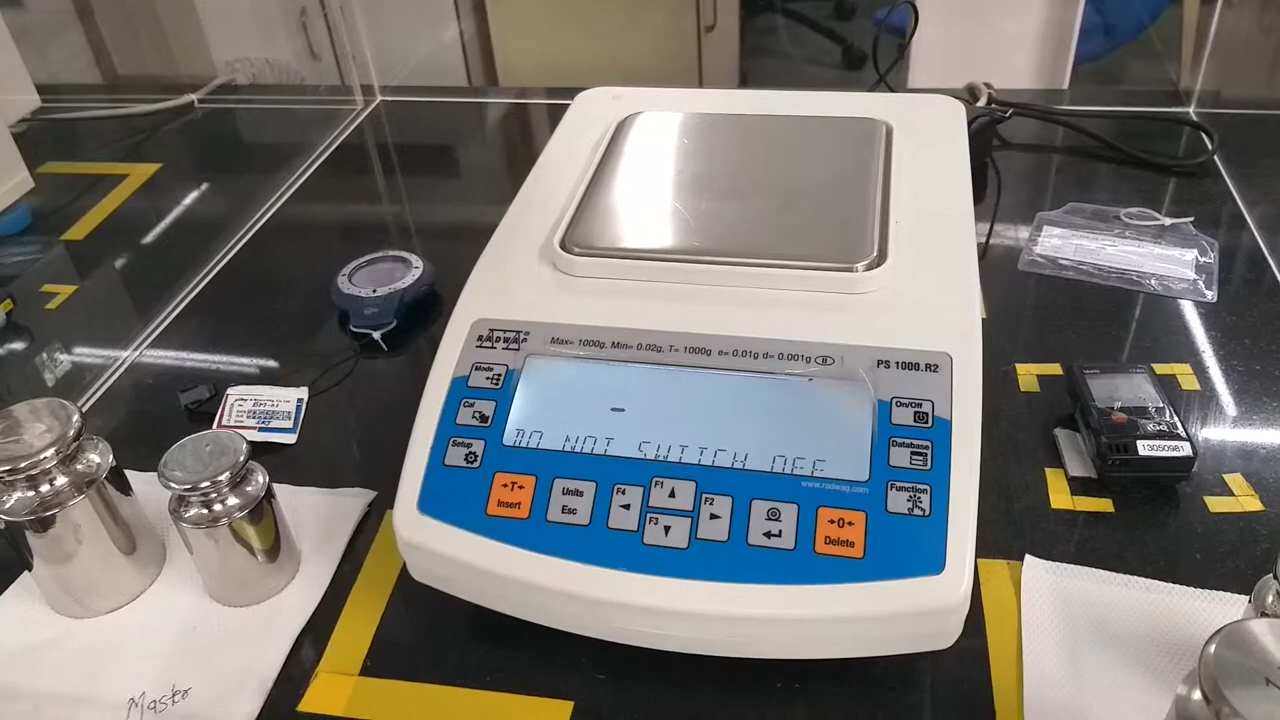 RADWAG
Max= 1000g, Min= 0.02g, T= 1000g e= 0.01g d= 0.001g II
PS 1000.R2
Mode
Cal
Setup
DO NOT SWITCH OFF
www.radwag.com
On/Off
Database
Function
→T←
Insert
Units
Esc
F4
F1
F3
F2
→0←
Delete
13050981
Master